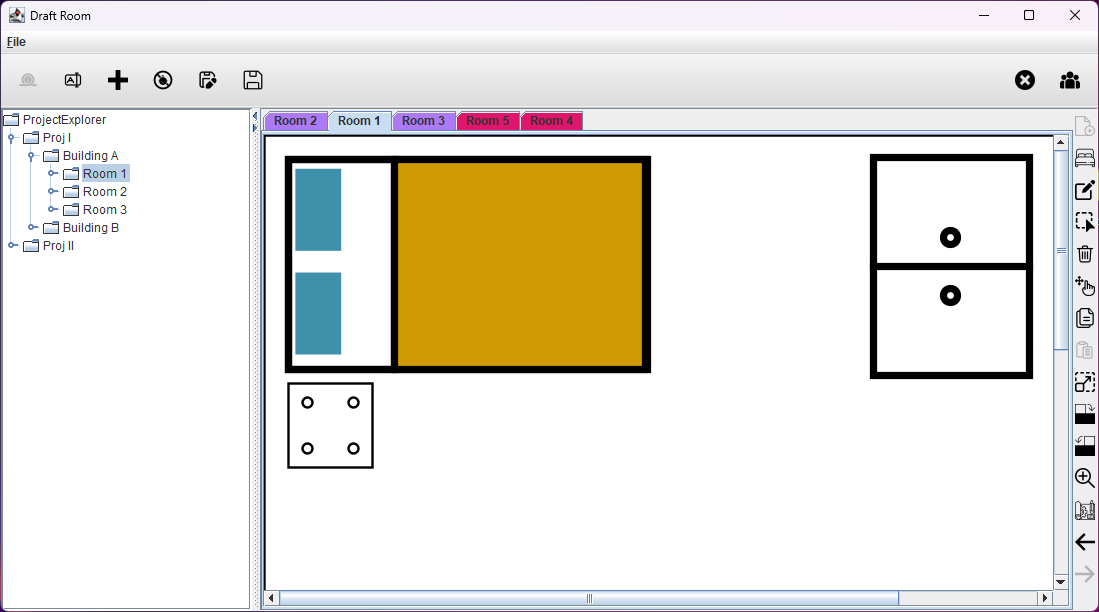 Draft Room
File
Room 2 Room 1 Room 3 Room 5 Room 4
ProjectExplorer
Proj I
Building A
Room 1
Room 2
Room 3
Building B
Proj II